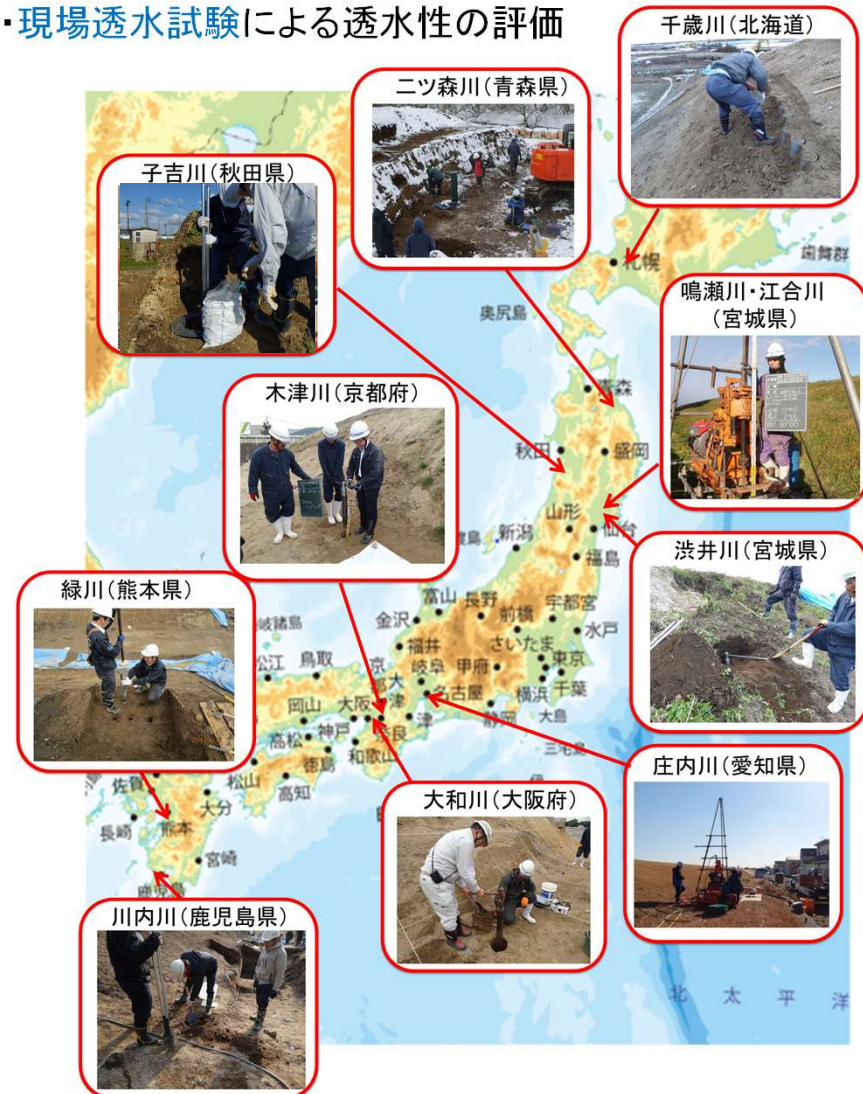 ・現場透水試験による透水性の評価
千歳川（北海道）
二ツ森川（青森県）
子吉川（秋田県）
札幌
歯舞群
鳴瀬川・江合川
（宮城県）
奥尻島
青森
木津川（京都府）
秋田
盛岡
山形
仙台
新潟
福島
渋井川（宮城県）
緑川（熊本県）
富山
長野
宇都宮
前橋
金沢
水戸
福井
さいたま
松江
鳥取
岐阜
甲府
東京
名古屋
横浜
千葉
岡山
大阪
大津
津
静岡
大島
神戸
奈良
高松
和歌山
三宅島
徳島
庄内川（愛知県）
松山
高知
佐賀
大分
大和川（大阪府）
長崎
熊本
宮崎
鹿児島
川内川（鹿児島県）
北太平洋